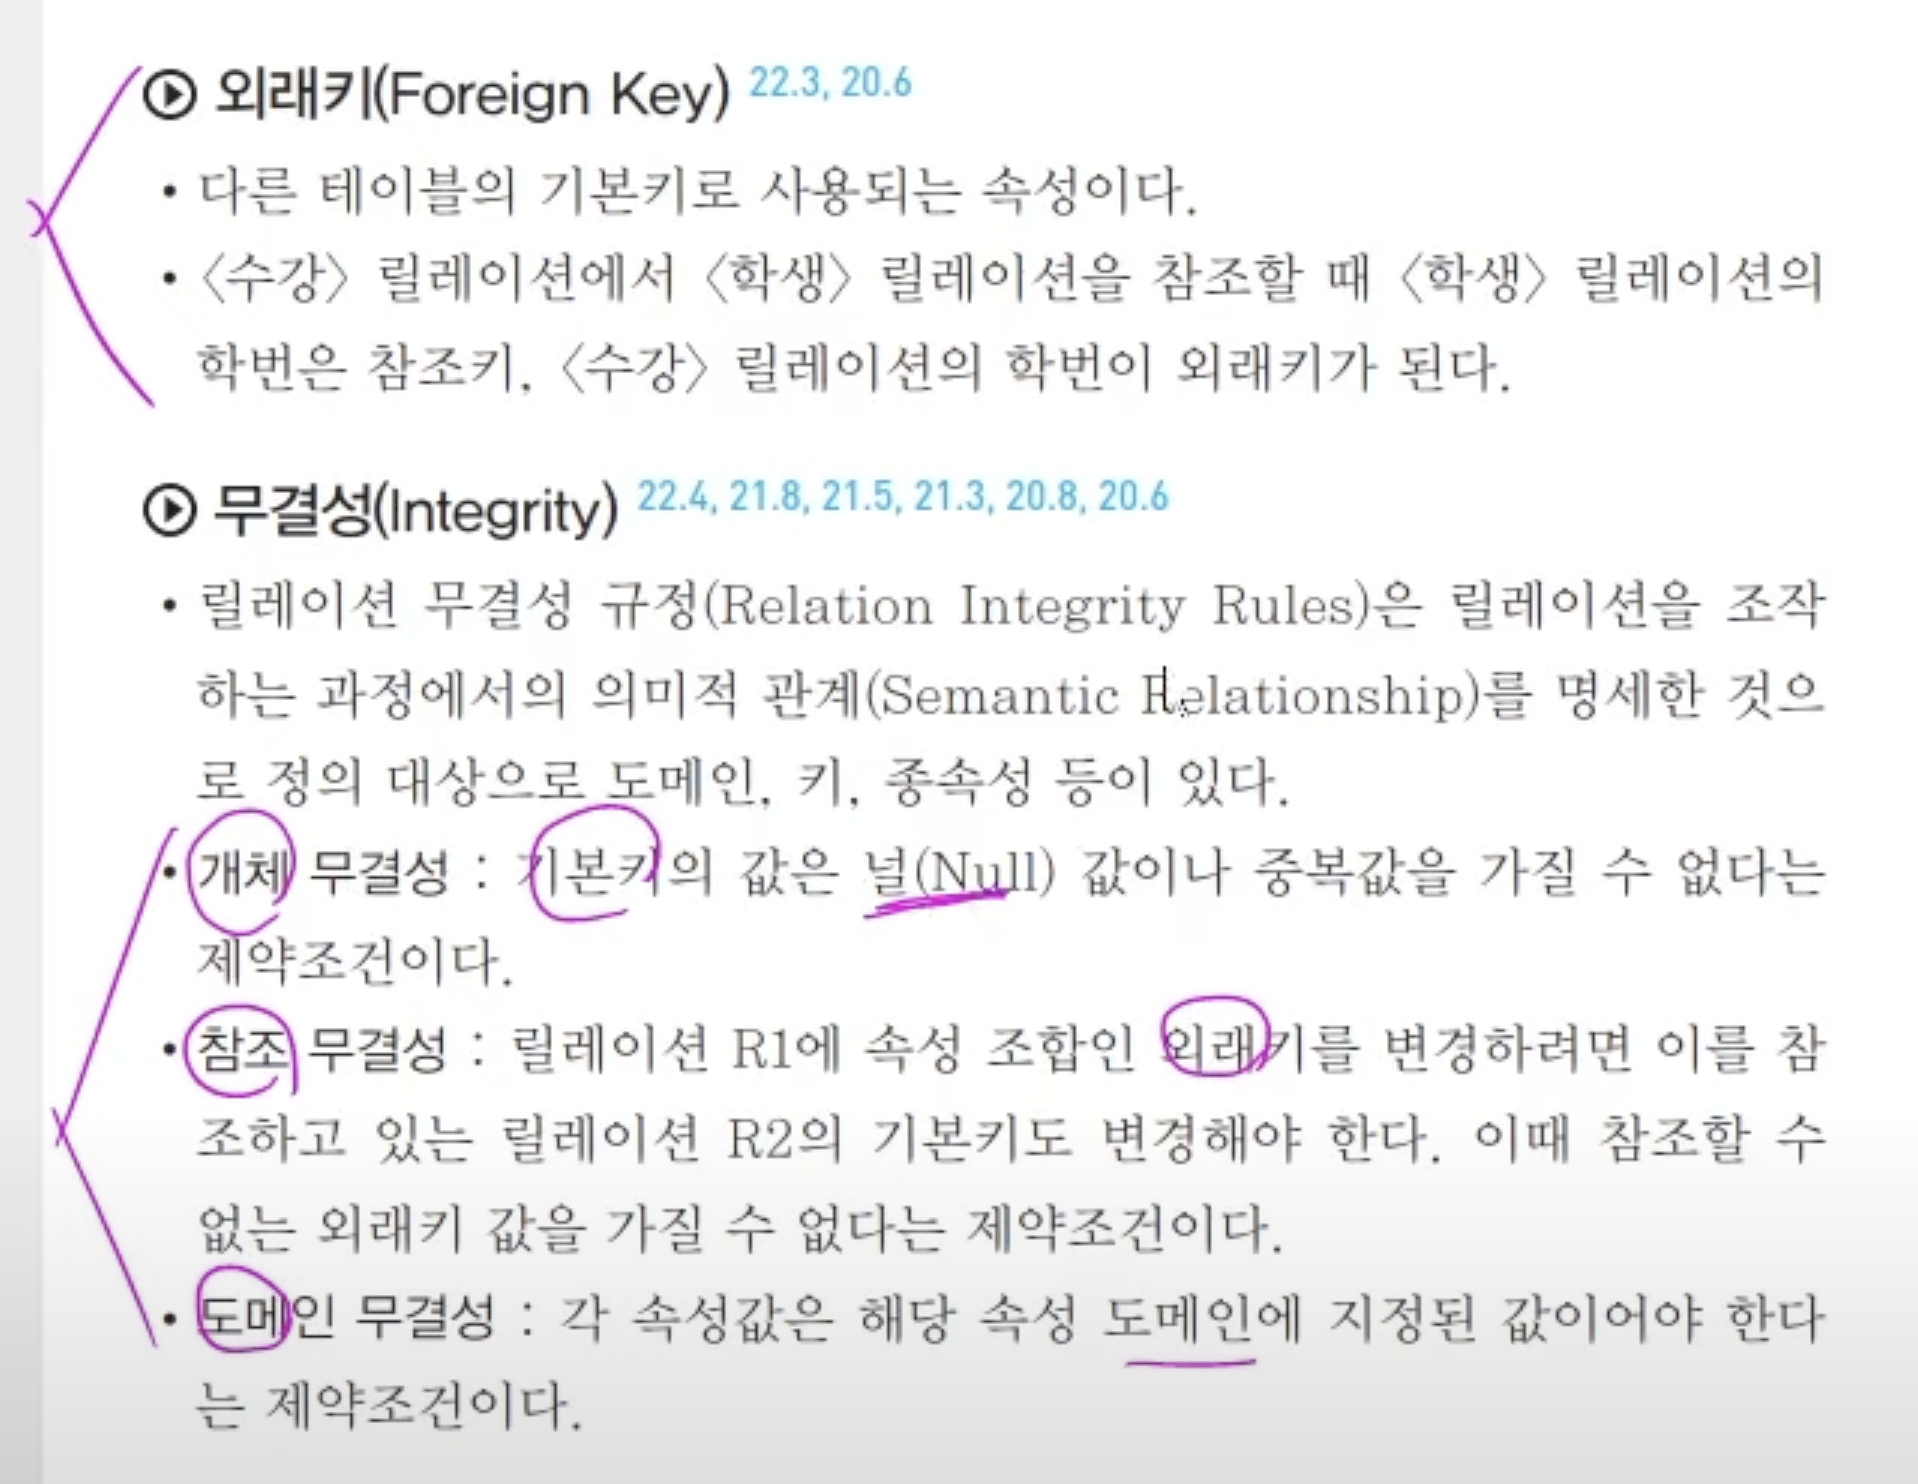 외래키(Foreign Key) 22.3, 20.6
• 다른 테이블의 기본키로 사용되는 속성이다.
• 〈수강〉 릴레이션에서 〈학생〉 릴레이션을 참조할 때 〈학생〉 릴레이션의
학번은 참조키, 〈수강〉 릴레이션의 학번이 외래키가 된다.
무결성(Integrity) 22.4, 21.8, 21.5, 21.3, 20.8, 20.6
• 릴레이션 무결성 규정(Relation Integrity Rules)은 릴레이션을 조작
하는 과정에서의 의미적 관계(Semantic Relationship)를 명세한 것으
로 정의 대상으로 도메인, 키, 종속성 등이 있다.
• 개체 무결성 : 기본키의 값은 널(Null) 값이나 중복값을 가질 수 없다는
제약조건이다.
• 참조 무결성 : 릴레이션 R1에 속성 조합인 외래키를 변경하려면 이를 참
조하고 있는 릴레이션 R2의 기본키도 변경해야 한다. 이때 참조할 수
없는 외래키 값을 가질 수 없다는 제약조건이다.
• 도메인 무결성 : 각 속성값은 해당 속성 도메인에 지정된 값이어야 한다
는 제약조건이다.